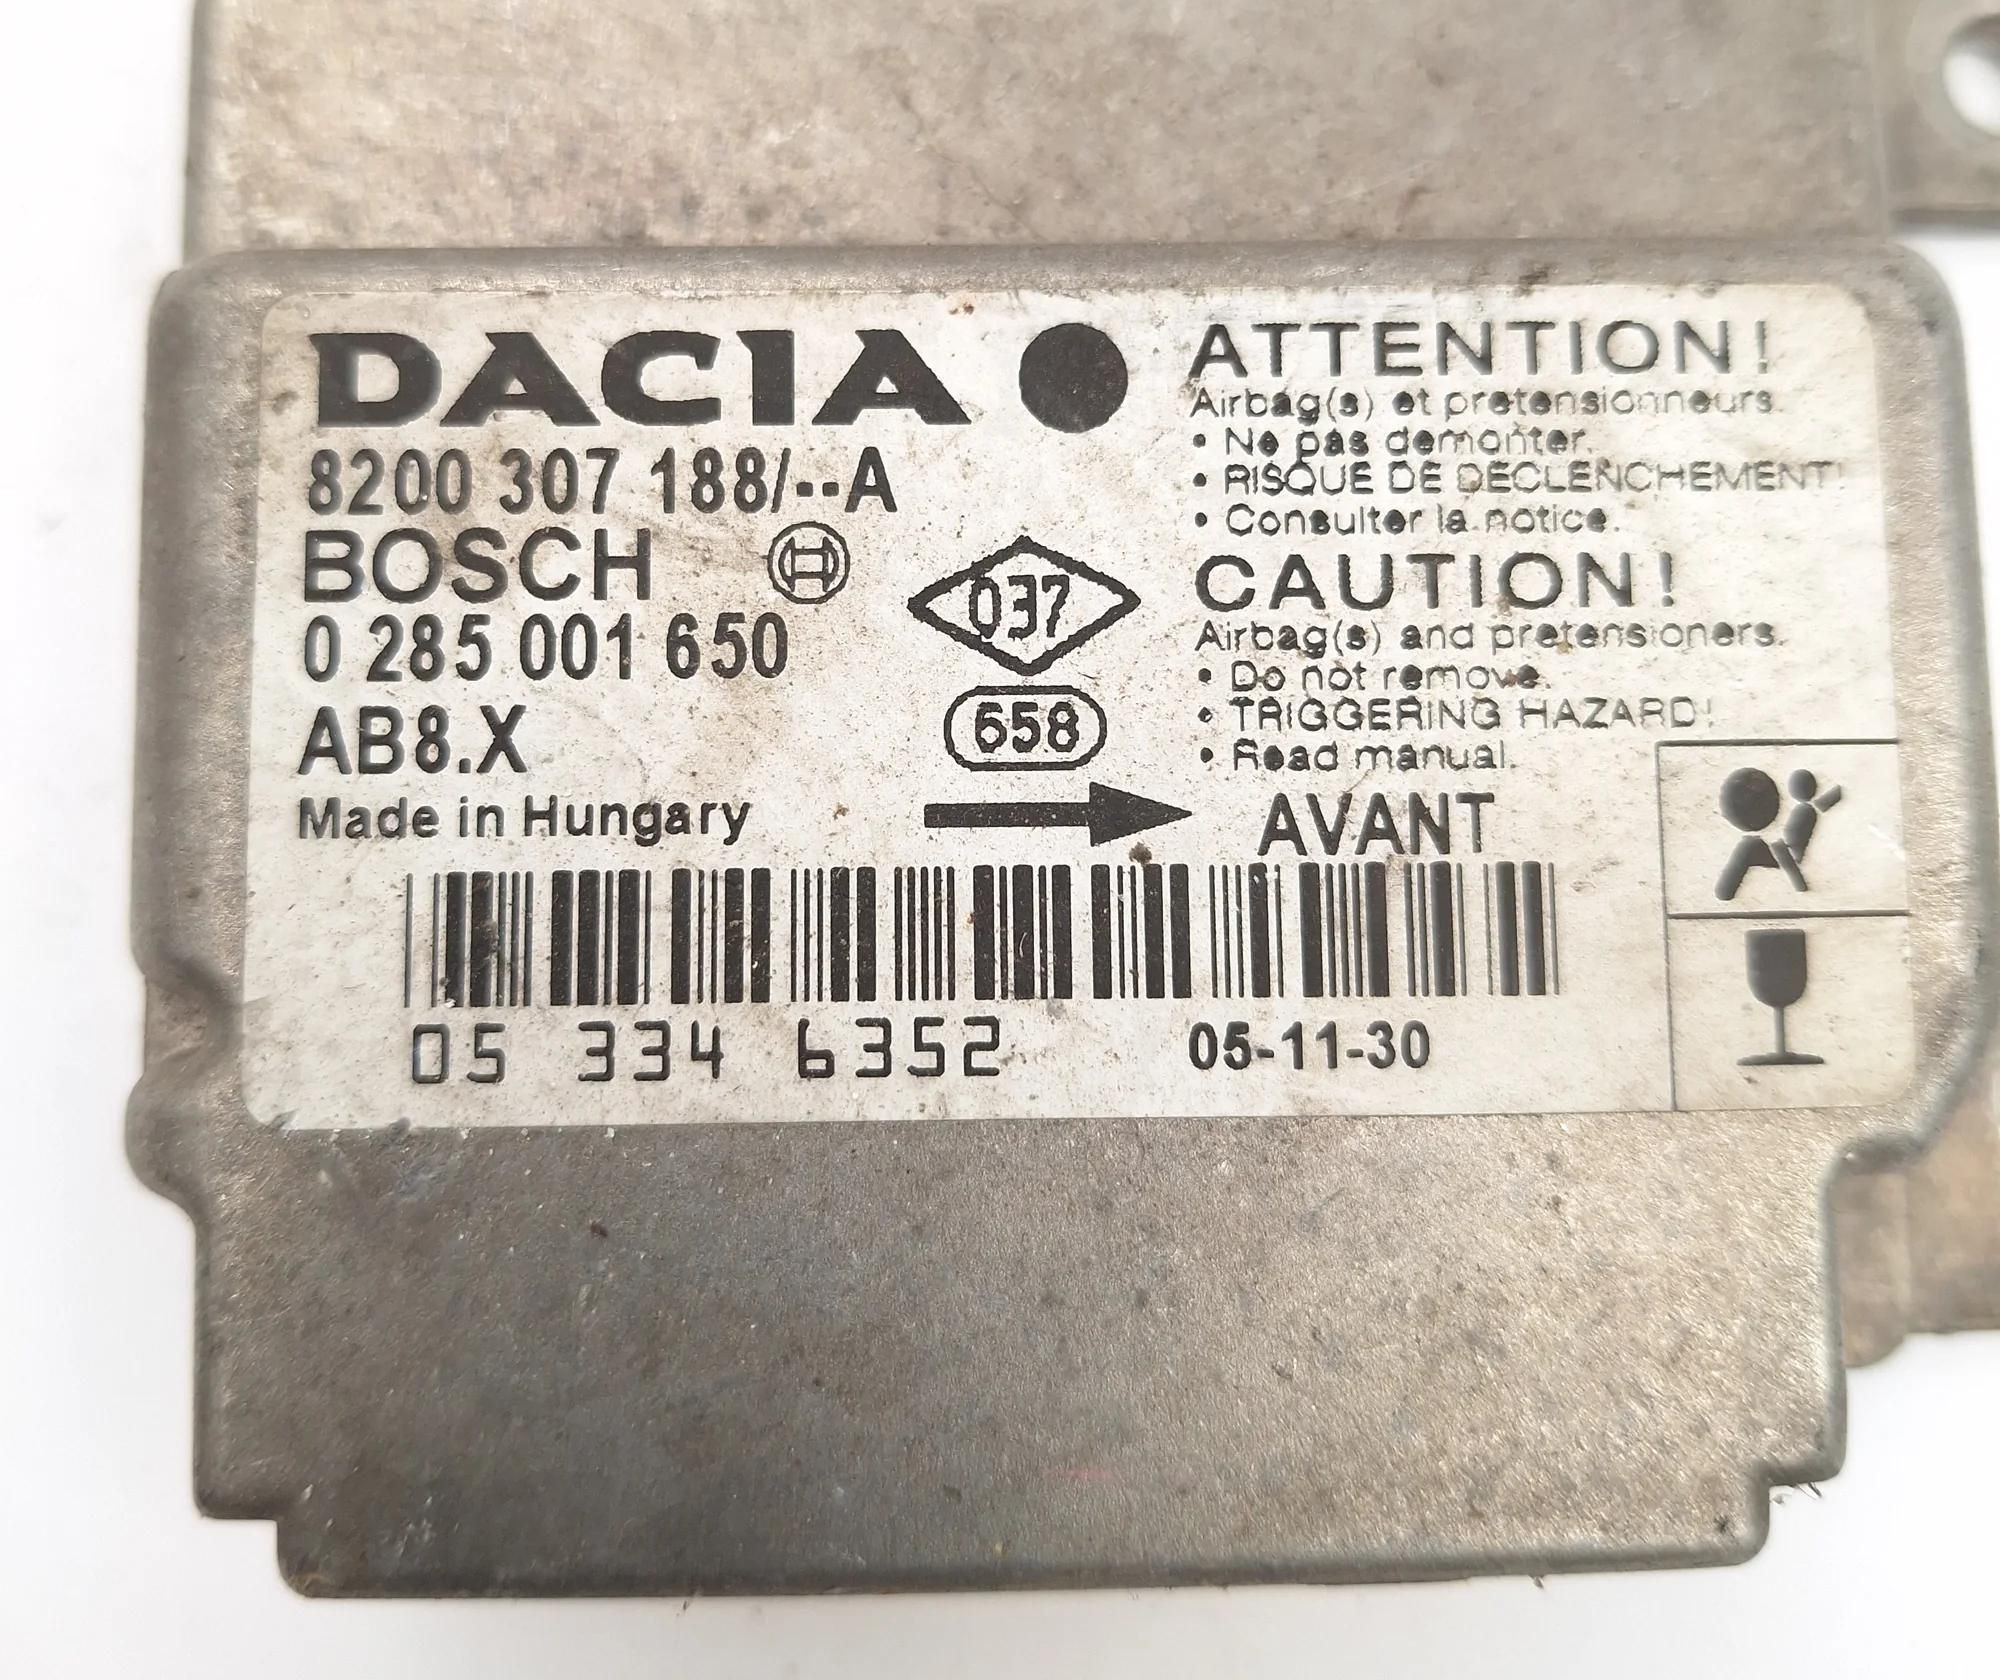 DACIA
8200 307 188/--A
BOSCH
0 285 001 650
AB8.X
Made in Hungary
037
658
ATTENTION!
Airbag(s) et pretensionneurs.
• Ne pas demonter.
• RISQUE DE DECLENCHEMENT!
• Consulter la notice.
CAUTION!
Airbag(s) and pretensioners.
• Do not remove.
• TRIGGERING HAZARD!
• Read manual.
AVANT
05 334 6352
05-11-30